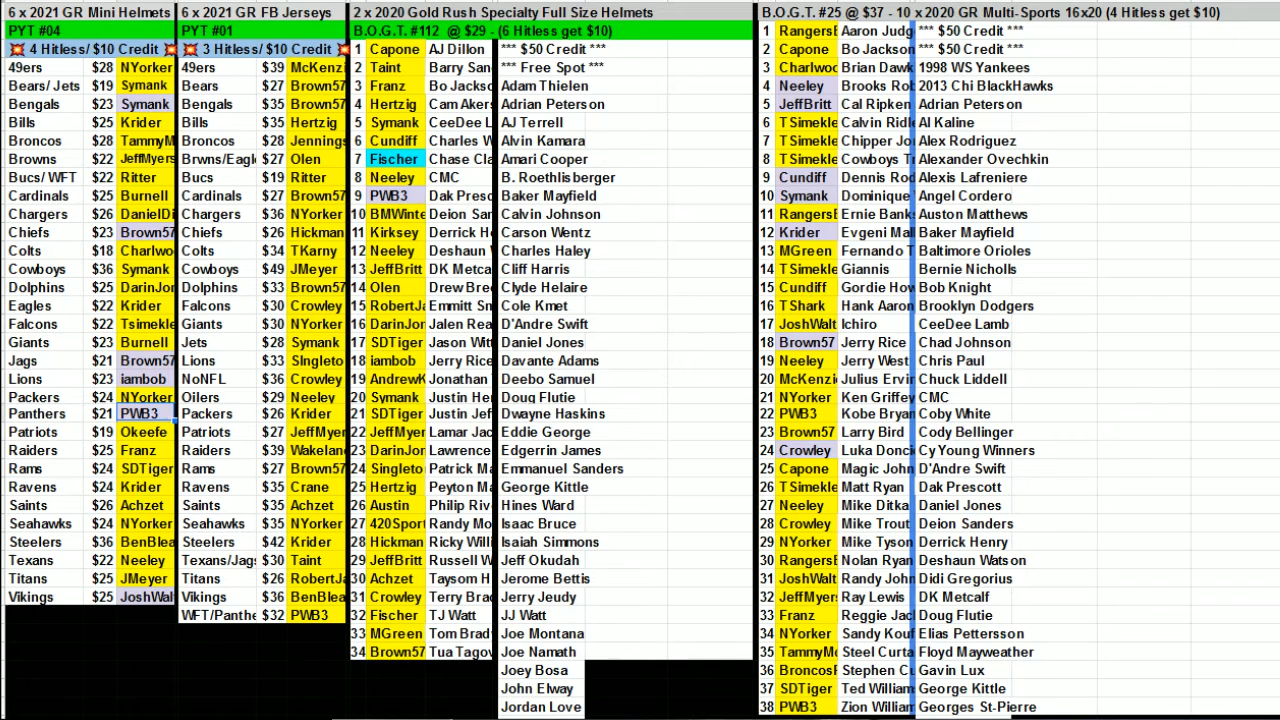 6 x 2021 GR Mini Helmets 6 x 2021 GR FB Jerseys 2 x 2020 Gold Rush Specialty Full Size Helmets B.O.G.T. #25 @ $37 - 10 x 2020 GR Multi-Sports 16x20 (4 Hitless get $10)
PYT #04 PYT #01 B.O.G.T. #112 @ $29 - (6 Hitless get $10) 1 RangersE Aaron Judg *** $50 Credit ***
💥 4 Hitless/ $10 Credit 💥 💥 3 Hitless/ $10 Credit 💥 1 Capone AJ Dillon *** $50 Credit *** 2 Capone Bo Jackson *** $50 Credit ***
49ers $28 NYorker 49ers $39 McKenzi 2 Taint Barry San *** Free Spot *** 3 Charlwoo Brian Dawk 1998 WS Yankees
Bears/ Jets $19 Symank Bears $27 Brown57 3 Franz Bo Jackso Adam Thielen 4 Neeley Brooks Rob 2013 Chi BlackHawks
Bengals $23 Symank Bengals $35 Brown57 4 Hertzig Cam Akers Adrian Peterson 5 JeffBritt Cal Ripken Adrian Peterson
Bills $25 Krider Bills $35 Hertzig 5 Symank CeeDee L AJ Terrell 6 TSimekle Calvin Ridle Al Kaline
Broncos $28 TammyM Broncos $28 Jennings 6 Cundiff Charles W Alvin Kamara 7 TSimekle Chipper Jo Alex Rodriguez
Browns $22 JeffMyers Brwns/Eagl $27 Olen 7 Fischer Chase Cla Amari Cooper 8 TSimekle Cowboys T Alexander Ovechkin
Bucs/ WFT $22 Ritter Bucs $19 Ritter 8 Neeley CMC B. Roethlisberger 9 Cundiff Dennis Rod Alexis Lafreniere
Cardinals $25 Burnell Cardinals $27 Brown57 9 PWB3 Dak Presc Baker Mayfield 10 Symank Dominique Angel Cordero
Chargers $26 DanielDi Chargers $36 NYorker 10 BMWinte Deion San Calvin Johnson 11 RangersE Ernie Banks Auston Matthews
Chiefs $23 Brown57 Chiefs $26 Hickman 11 Kirksey Derrick H Carson Wentz 12 Krider Evgeni Mal Baker Mayfield
Colts $18 Charlwo Colts $34 TKarny 12 Neeley Deshaun Charles Haley 13 MGreen Fernando T Baltimore Orioles
Cowboys $36 Symank Cowboys $49 JMeyer 13 JeffBritt DK Metca Cliff Harris 14 TSimekle Giannis Bernie Nicholls
Dolphins $25 DarinJor Dolphins $33 Brown57 14 Olen Drew Bree Clyde Helaire 15 Cundiff Gordie How Bob Knight
Eagles $22 Krider Falcons $30 Crowley 15 RobertJa Emmitt Sn Cole Kmet 16 TShark Hank Aaron Brooklyn Dodgers
Falcons $22 Tsimekle Giants $30 NYorker 16 DarinJor Jalen Rea D'Andre Swift 17 JoshWalt Ichiro CeeDee Lamb
Giants $23 Burnell Jets $28 Symank 17 SDTiger Jason Wit Daniel Jones 18 Brown57 Jerry Rice Chad Johnson
Jags $21 Brown57 Lions $33 SIngleto 18 iambob Jerry Rice Davante Adams 19 Neeley Jerry West Chris Paul
Lions $23 iambob NoNFL $36 Crowley 19 AndrewK Jonathan Deebo Samuel 20 McKenzi Julius Ervin Chuck Liddell
Packers $24 NYorker Oilers $29 Neeley 20 Symank Justin He Doug Flutie 21 NYorker Ken Griffey CMC
Panthers $21 PWB3 Packers $26 Krider 21 SDTiger Justin Jef Dwayne Haskins 22 PWB3 Kobe Bryan Coby White
Patriots $19 Okeefe Patriots $27 JeffMyer 22 JeffMyer Lamar Jac Eddie George 23 Brown57 Larry Bird Cody Bellinger
Raiders $25 Franz Raiders $39 Wakelan 23 DarinJor Lawrence Edgerrin James 24 Crowley Luka Donci Cy Young Winners
Rams $24 SDTiger Rams $27 Brown57 24 Singleto Patrick M Emmanuel Sanders 25 Capone Magic John D'Andre Swift
Ravens $24 Krider Ravens $35 Crane 25 Hertzig Peyton Ma George Kittle 26 TSimekle Matt Ryan Dak Prescott
Saints $26 Achzet Saints $35 Achzet 26 Austin Philip Riv Hines Ward 27 Neeley Mike Ditka Daniel Jones
Seahawks $24 NYorker Seahawks $35 NYorker 27 420Sport Randy Mo Isaac Bruce 28 Crowley Mike Trout Deion Sanders
Steelers $36 BenBlea Steelers $42 Krider 28 Hickman Ricky Willi Isaiah Simmons 29 NYorker Mike Tyson Derrick Henry
Texans $22 Neeley Texans/Jags $30 Taint 29 JeffBritt Russell W Jeff Okudah 30 RangersE Nolan Ryan Deshaun Watson
Titans $25 JMeyer Titans $26 RobertJa 30 Achzet Taysom H Jerome Bettis 31 JoshWalt Randy John Didi Gregorius
Vikings $25 JoshWal Vikings $36 BenBlea 31 Crowley Terry Brad Jerry Jeudy 32 JeffMyers Ray Lewis DK Metcalf
WFT/Panthe $32 PWB3 32 Fischer TJ Watt JJ Watt 33 Franz Reggie Jac Doug Flutie
33 MGreen Tom Brad Joe Montana 34 NYorker Sandy Kouf Elias Pettersson
34 Brown57 Tua Tagov Joe Namath 35 TammyMo Steel Curta Floyd Mayweather
Joey Bosa 36 BroncosF Stephen Cu Gavin Lux
John Elway 37 SDTiger Ted William George Kittle
Jordan Love 38 PWB3 Zion William Georges St-Pierre